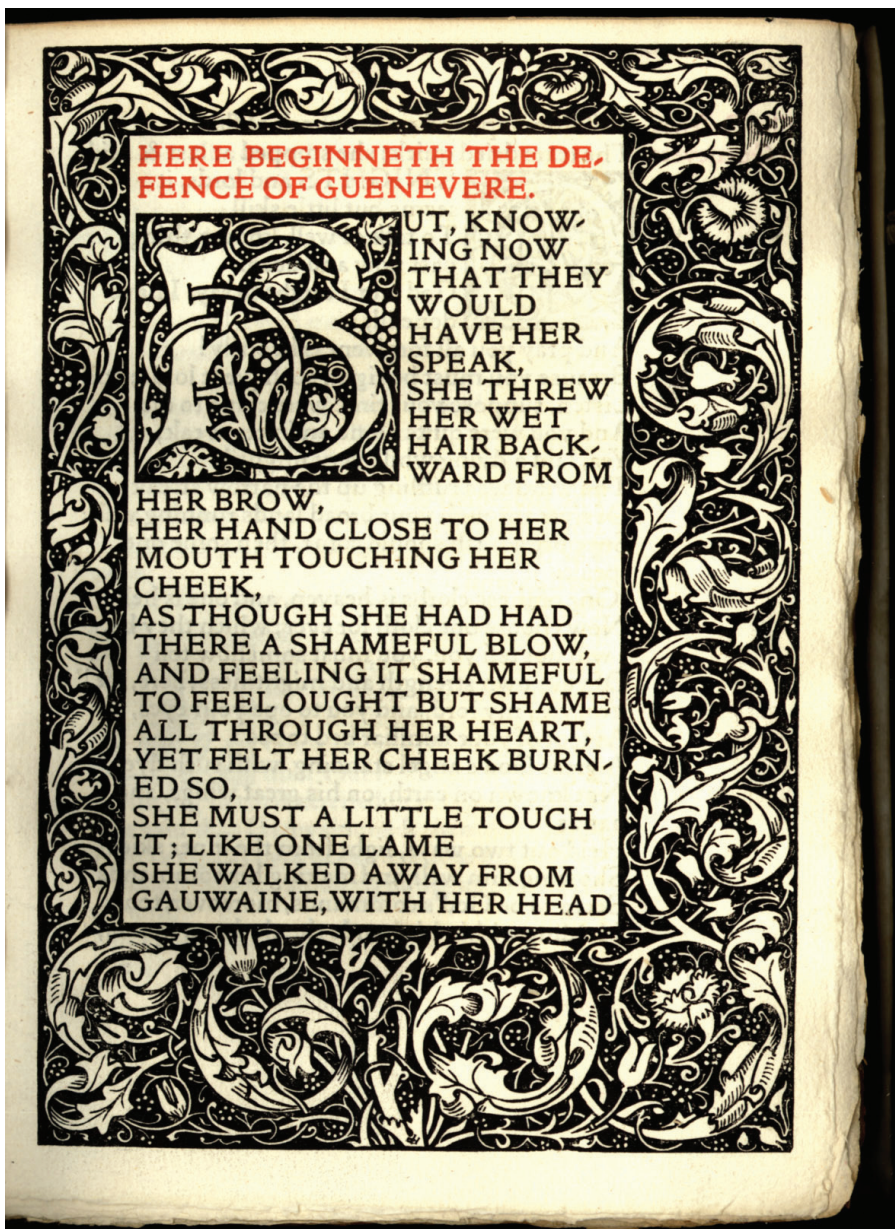 HERE BEGINNETH THE DE-
FENCE OF GUENEVERE.
BUT, KNOW-
ING NOW
THAT THEY
WOULD
HAVE HER
SPEAK,
SHE THREW
HER WET
HAIR BACK-
WARD FROM
HER BROW,
HER HAND CLOSE TO HER
MOUTH TOUCHING HER
CHEEK,
AS THOUGH SHE HAD HAD
THERE A SHAMEFUL BLOW,
AND FEELING IT SHAMEFUL
TO FEEL OUGHT BUT SHAME
ALL THROUGH HER HEART,
YET FELT HER CHEEK BURN-
ED SO,
SHE MUST A LITTLE TOUCH
IT; LIKE ONE LAME
SHE WALKED AWAY FROM
GAUWAINE, WITH HER HEAD